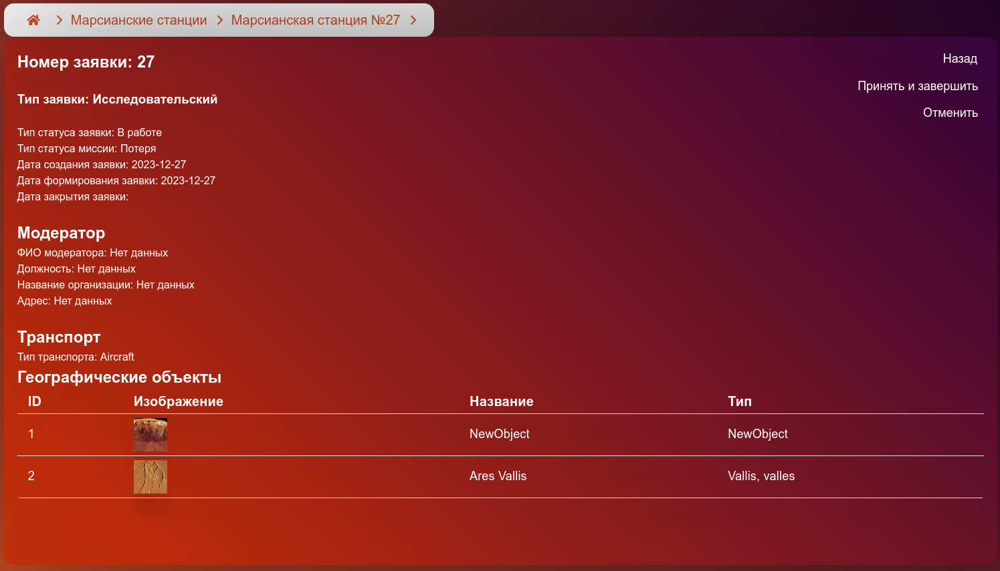 Марсианские станции Марсианская станция №27
Номер заявки: 27
Назад
Принять и завершить
Отменить
Тип заявки: Исследовательский
Тип статуса заявки: В работе
Тип статуса миссии: Потеря
Дата создания заявки: 2023-12-27
Дата формирования заявки: 2023-12-27
Дата закрытия заявки:
Модератор
ФИО модератора: Нет данных
Должность: Нет данных
Название организации: Нет данных
Адрес: Нет данных
Транспорт
Тип транспорта: Aircraft
Географические объекты
ID Изображение Название Тип
1 NewObject NewObject
2 Ares Vallis Vallis, valles